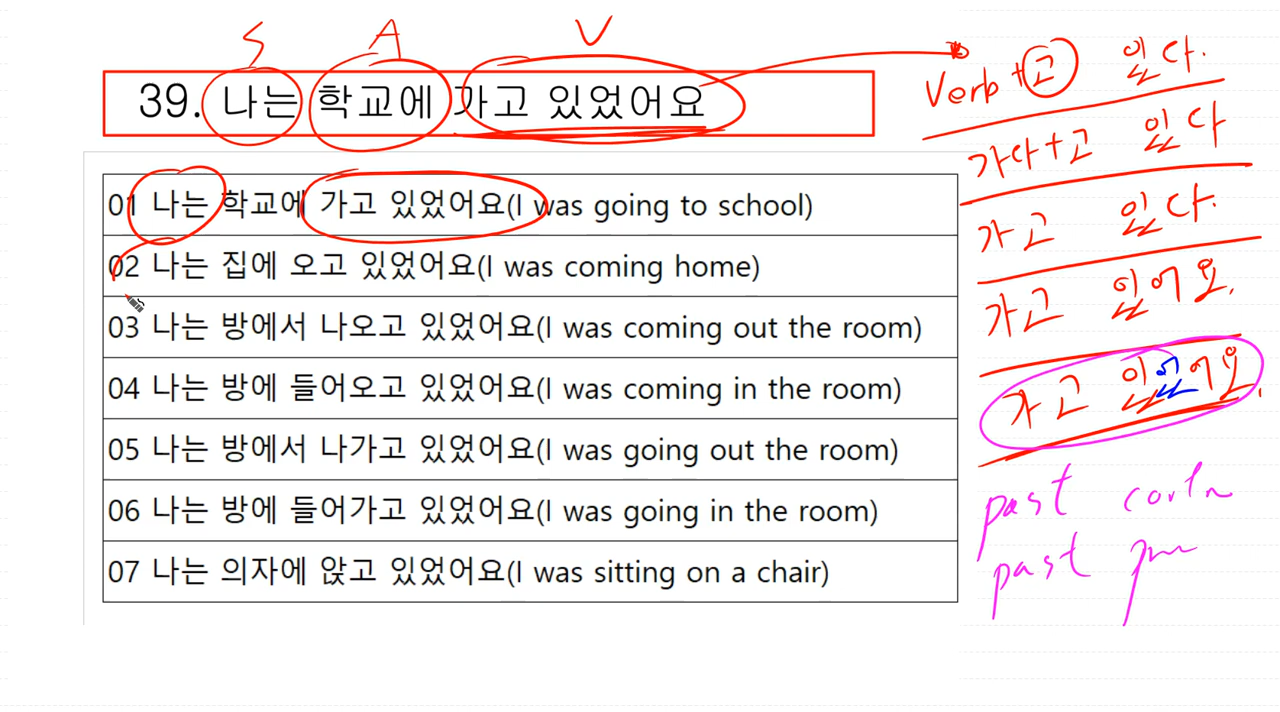 S A V
39. 나는 학교에 가고 있었어요
01 나는 학교에 가고 있었어요(I was going to school)
02 나는 집에 오고 있었어요(I was coming home)
03 나는 방에서 나오고 있었어요(I was coming out the room)
04 나는 방에 들어오고 있었어요(I was coming in the room)
05 나는 방에서 나가고 있었어요(I was going out the room)
06 나는 방에 들어가고 있었어요(I was going in the room)
07 나는 의자에 앉고 있었어요(I was sitting on a chair)
Verb+고 있다.
가다+고 있다
가고 있다.
가고 있어요.
가고 있었어요.
past
past